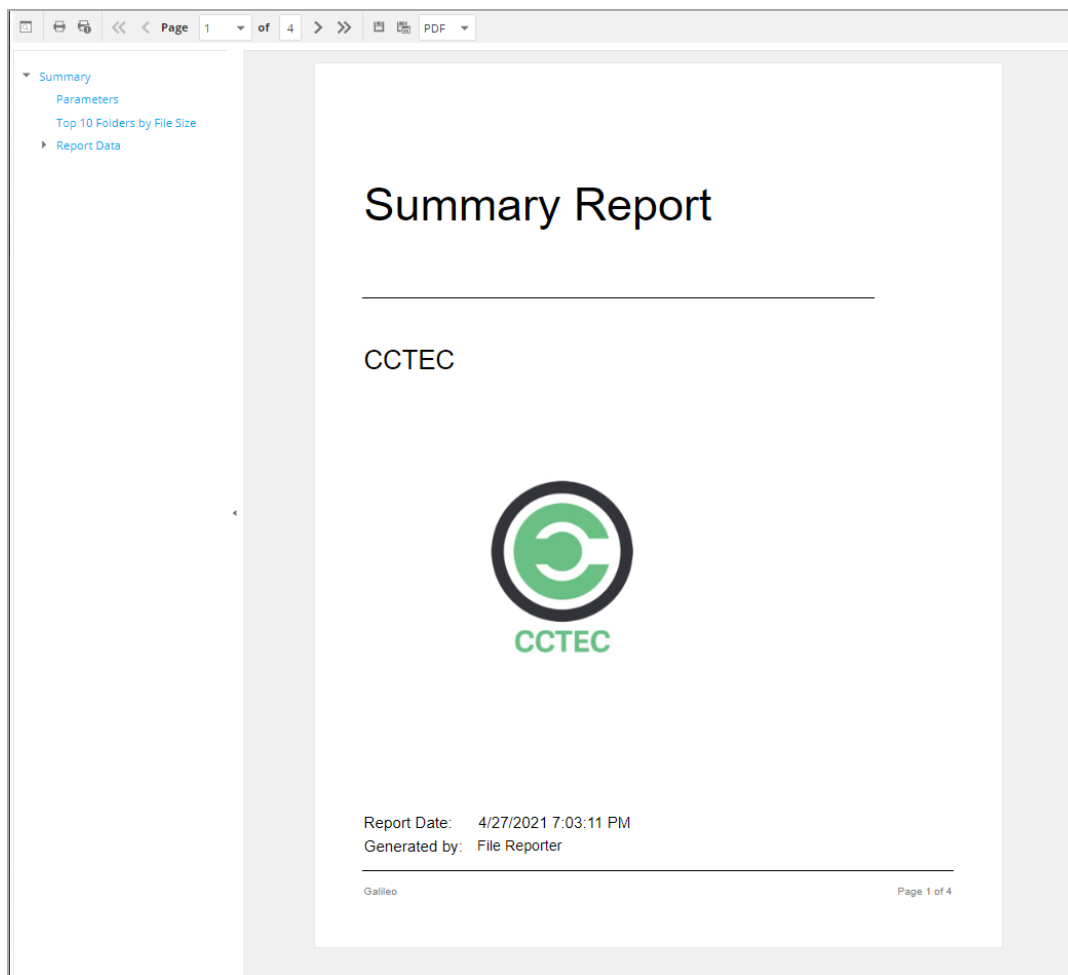 Page 1 of 4 PDF
Summary
Parameters
Top 10 Folders by File Size
Report Data
Summary Report
CCTEC
CCTEC
Report Date: 4/27/2021 7:03:11 PM
Generated by: File Reporter
Galileo Page 1 of 4